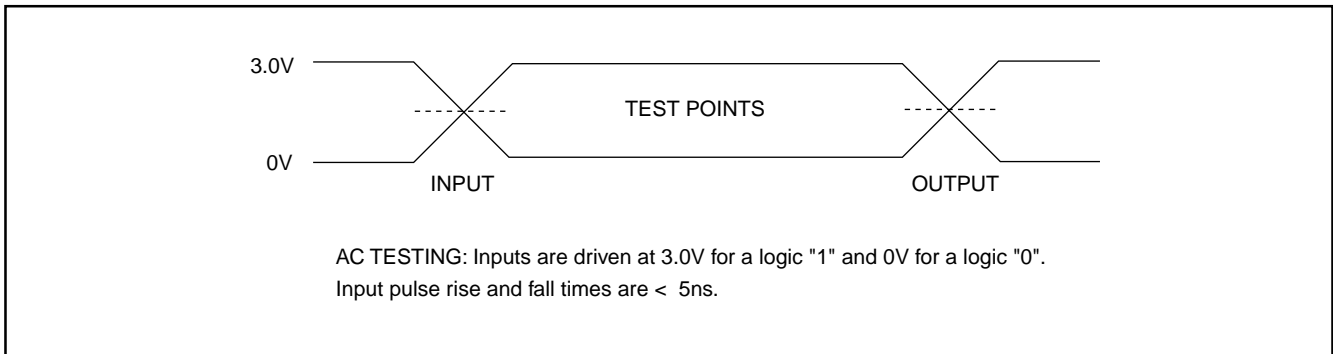 3.0V
TEST POINTS
0V
INPUT
OUTPUT
AC TESTING: Inputs are driven at 3.0V for a logic "1" and 0V for a logic "0".
Input pulse rise and fall times are < 5ns.